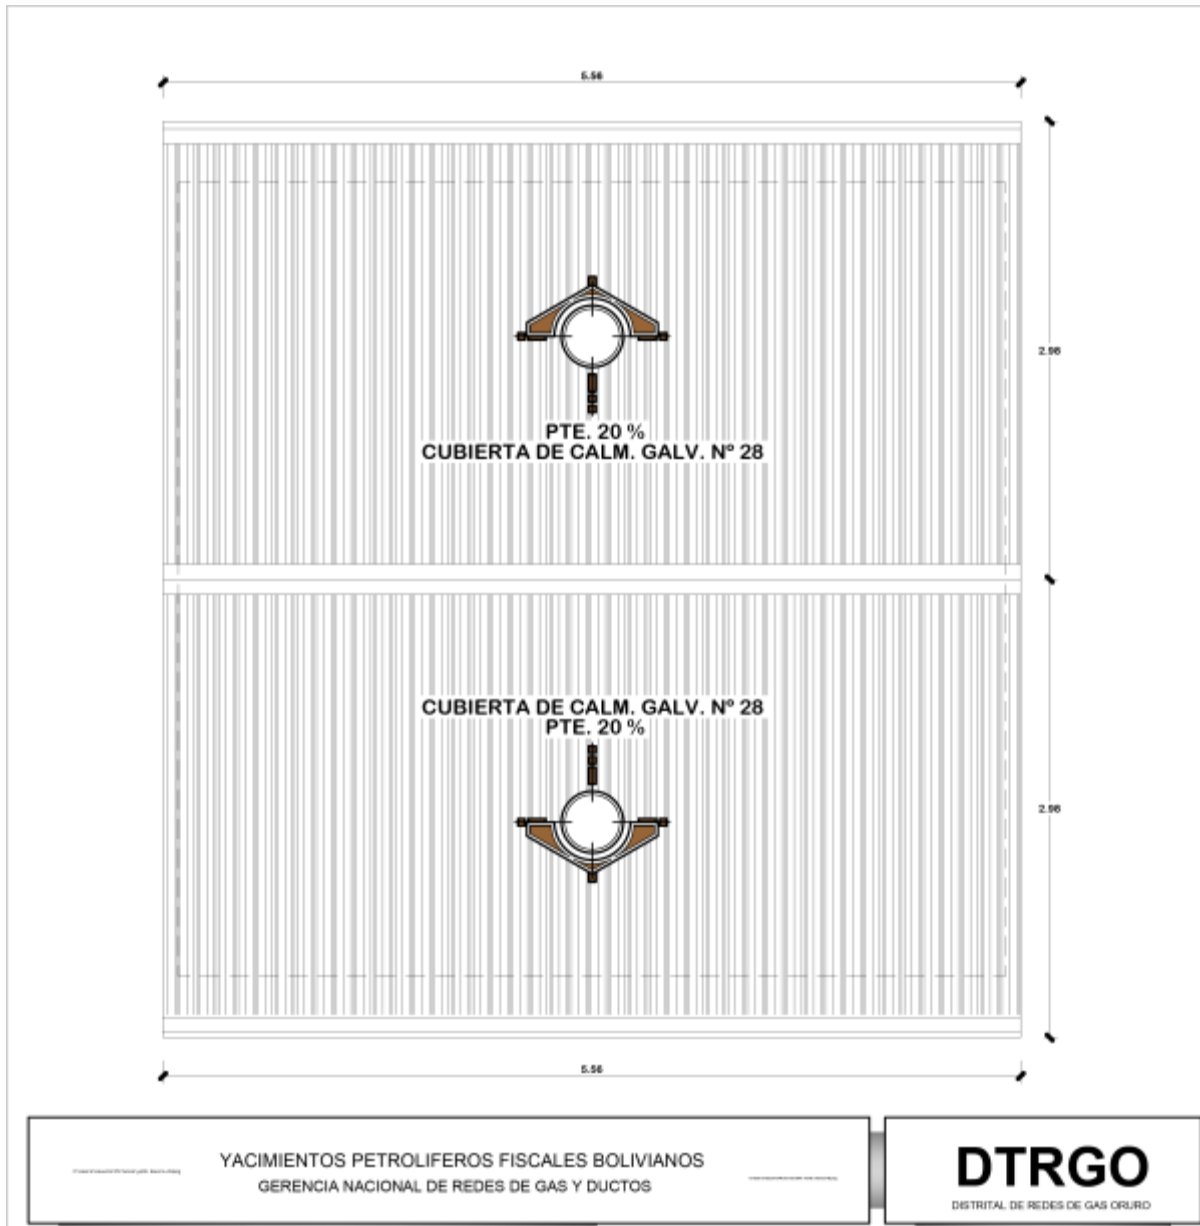 5.56
2.98
PTE. 20 %
CUBIERTA DE CALM. GALV. Nº 28
CUBIERTA DE CALM. GALV. Nº 28
PTE. 20 %
2.98
5.56
YACIMIENTOS PETROLIFEROS FISCALES BOLIVIANOS
GERENCIA NACIONAL DE REDES DE GAS Y DUCTOS
DTRGO
DISTRITAL DE REDES DE GAS ORURO